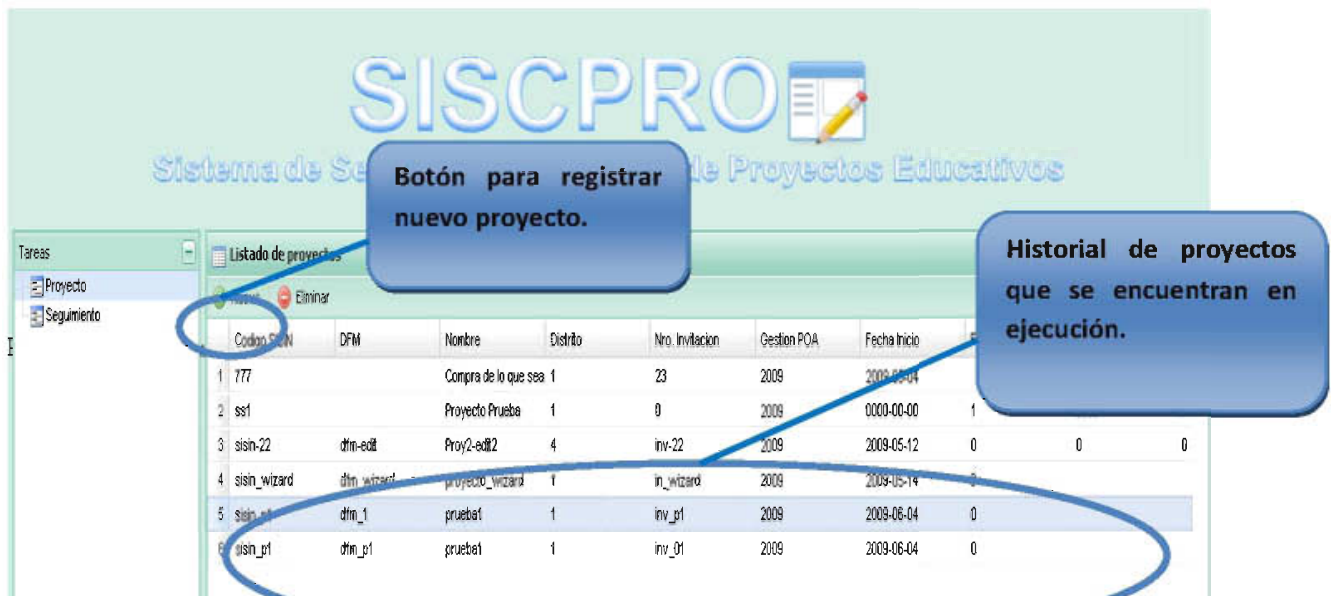 SISCPRO
Sistema de Se de Proyectos Educativos
Botón para registrar
nuevo proyecto.
Historial de proyectos
que se encuentran en
ejecución.
Tareas
Proyecto
Seguimiento
Listado de proyectos
Nuevo Eliminar
Codigo SISIN DFM Nombre Distrito Nro. Invitacion Gestion POA Fecha Inicio
1 777 Compra de lo que sea 1 23 2009
2 ss1 Proyecto Prueba 1 0 2009 0000-00-00 1
3 sisin-22 dfm-edit Proy2-edit2 4 inv-22 2009 2009-05-12 0 0 0
4 sisin_wizard dfm_wizard proyecto_wizard 1 in_wizard 2009 2009-05-14
5 dfm_1 prueba1 1 inv_p1 2009 2009-06-04 0
6 sisin_p1 dfm_p1 prueba1 1 inv_01 2009 2009-06-04 0